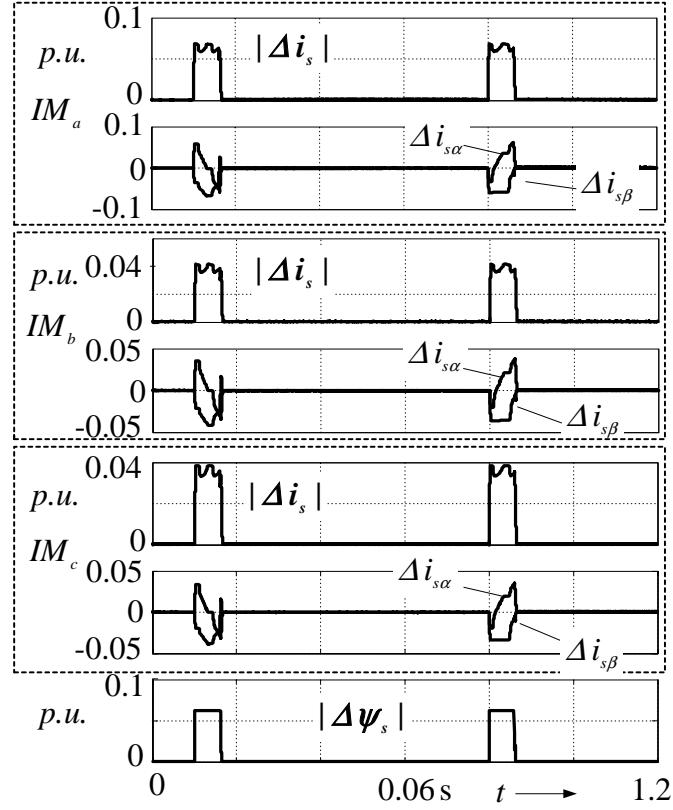 0.1
p.u.
|Δi_s|
0
IM_a
0.1
Δi_sα
0
Δi_sβ
-0.1
0.04
p.u.
|Δi_s|
0
IM_b
0.05
Δi_sα
0
Δi_sβ
-0.05
0.04
p.u.
|Δi_s|
0
IM_c
0.05
Δi_sα
0
Δi_sβ
-0.05
0.1
p.u.
|Δψ_s|
0
0 0.06 s t 1.2